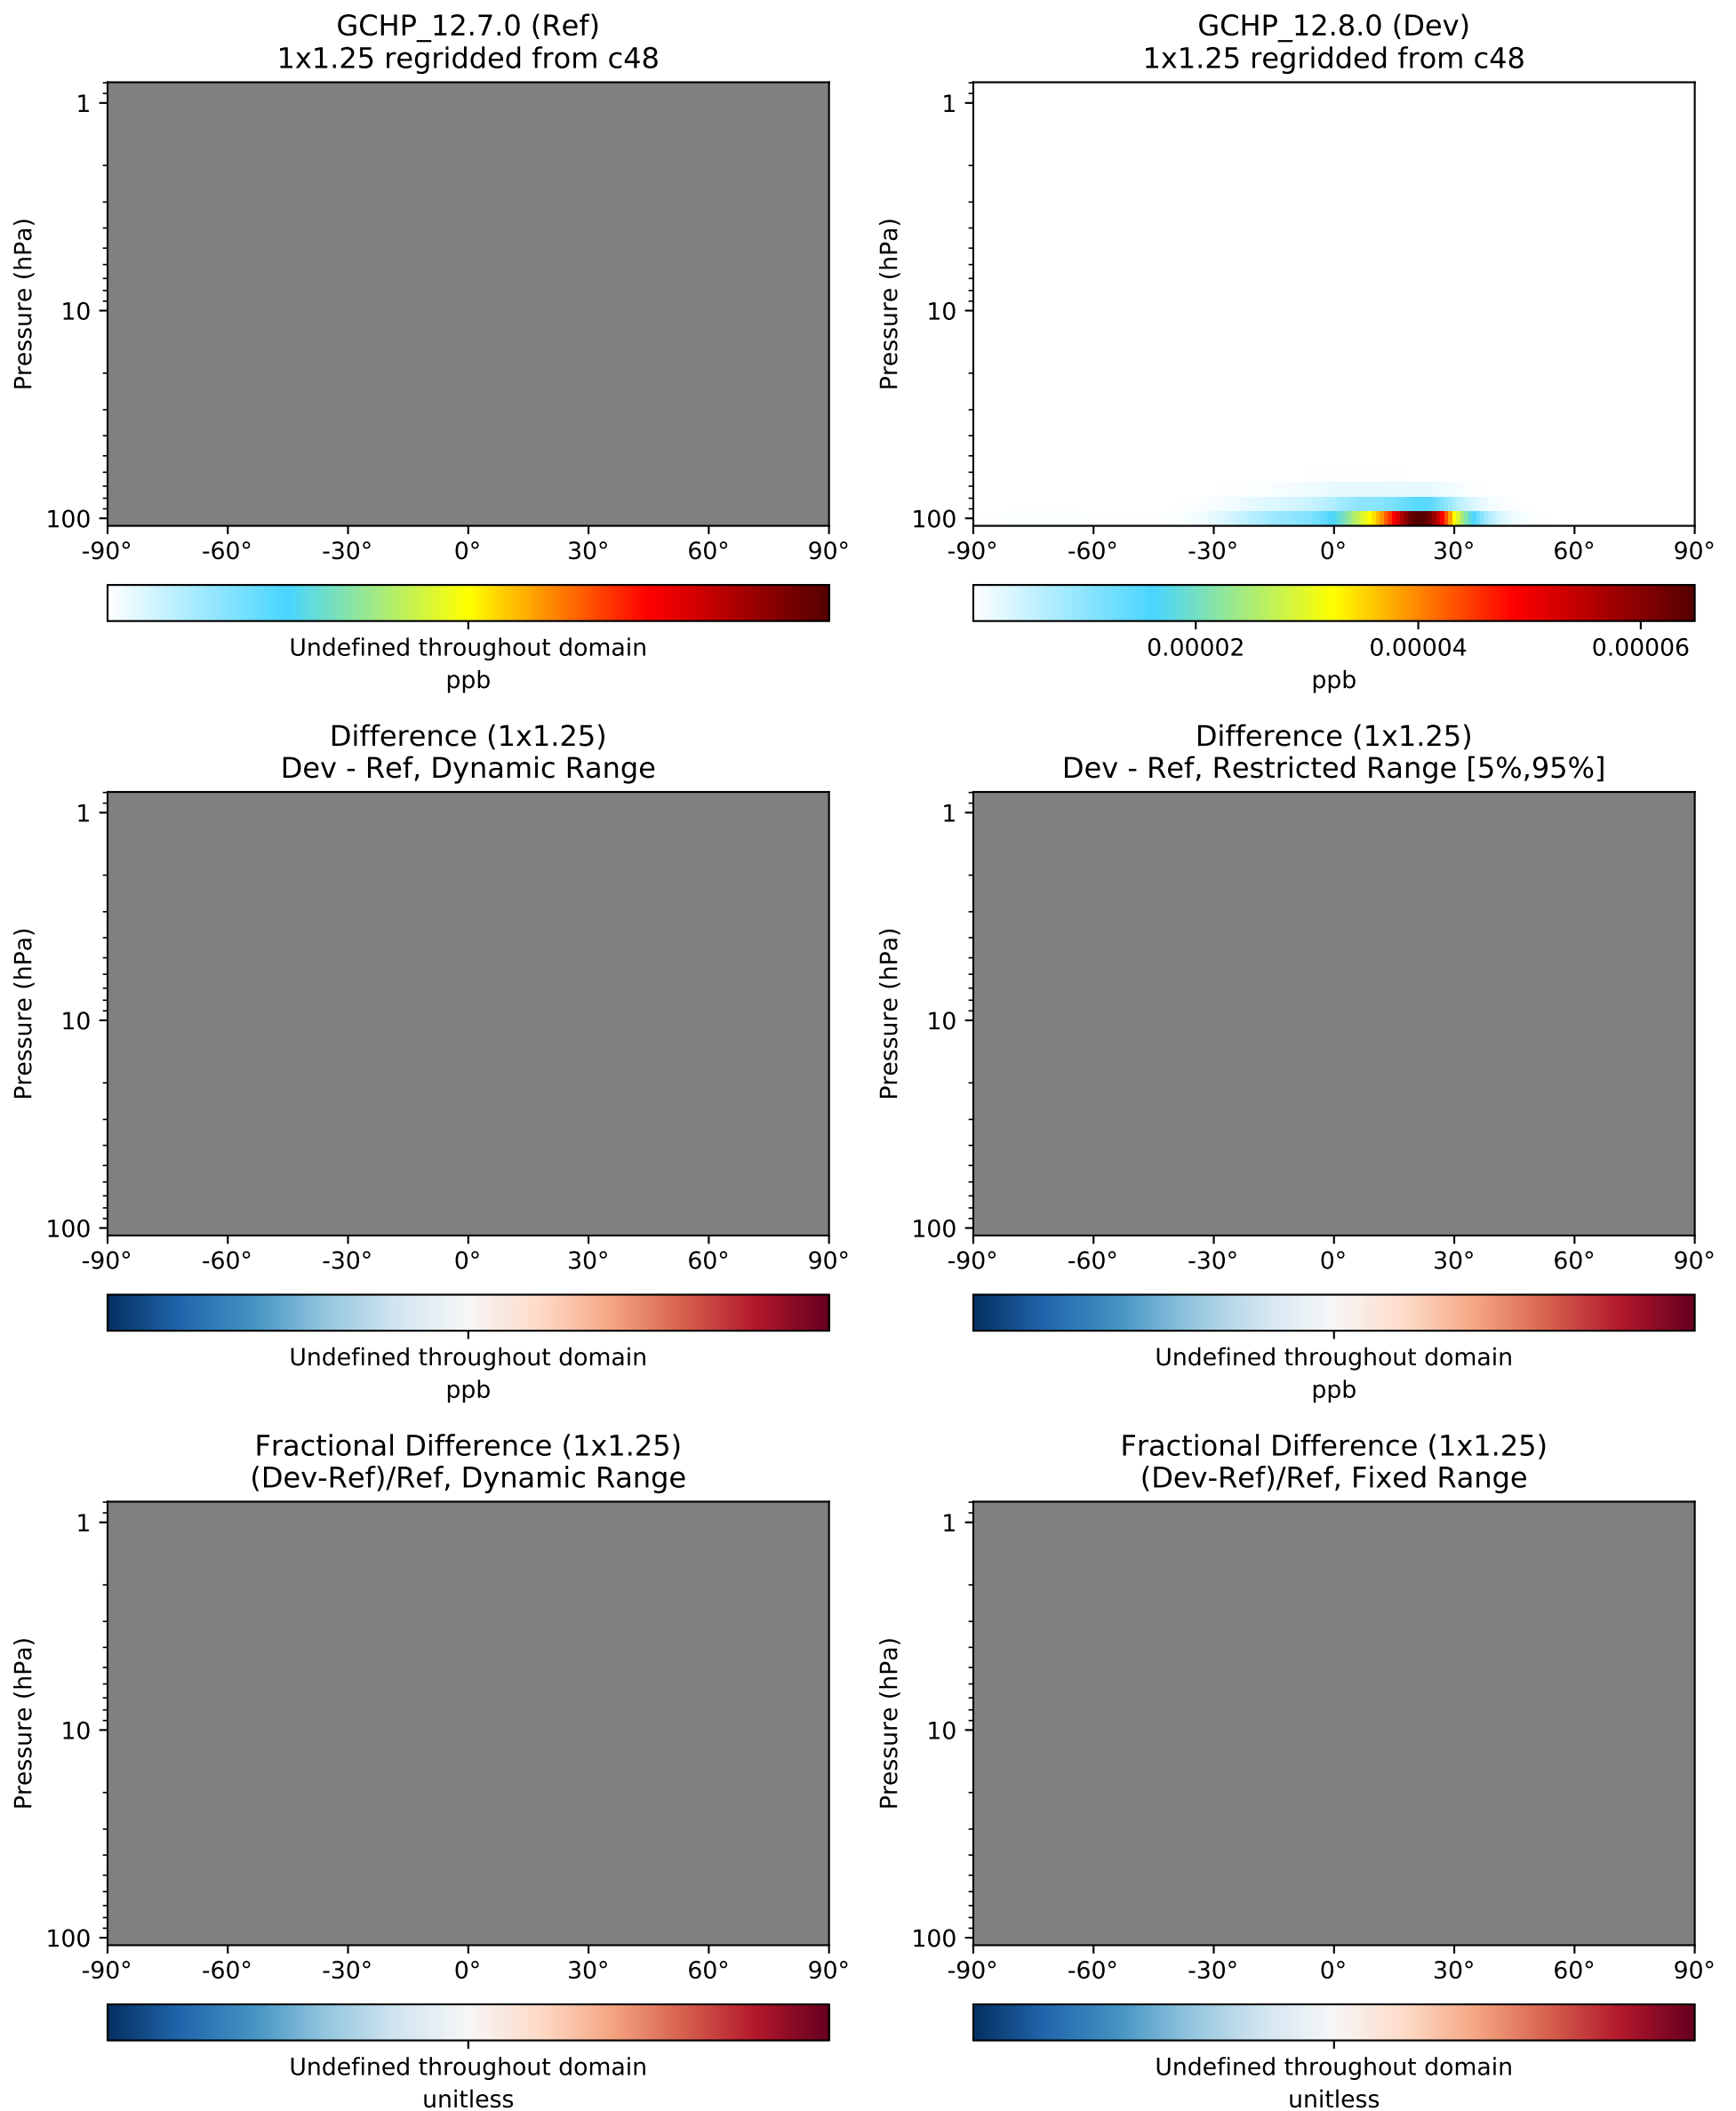 GCHP_12.7.0 (Ref)
1x1.25 regridded from c48
Pressure (hPa)
1
10
100
-90° -60° -30° 0° 30° 60° 90°
Undefined throughout domain
ppb
GCHP_12.8.0 (Dev)
1x1.25 regridded from c48
Pressure (hPa)
1
10
100
-90° -60° -30° 0° 30° 60° 90°
0.00002 0.00004 0.00006
ppb
Difference (1x1.25)
Dev - Ref, Dynamic Range
Pressure (hPa)
1
10
100
-90° -60° -30° 0° 30° 60° 90°
Undefined throughout domain
ppb
Difference (1x1.25)
Dev - Ref, Restricted Range [5%,95%]
Pressure (hPa)
1
10
100
-90° -60° -30° 0° 30° 60° 90°
Undefined throughout domain
ppb
Fractional Difference (1x1.25)
(Dev-Ref)/Ref, Dynamic Range
Pressure (hPa)
1
10
100
-90° -60° -30° 0° 30° 60° 90°
Undefined throughout domain
unitless
Fractional Difference (1x1.25)
(Dev-Ref)/Ref, Fixed Range
Pressure (hPa)
1
10
100
-90° -60° -30° 0° 30° 60° 90°
Undefined throughout domain
unitless